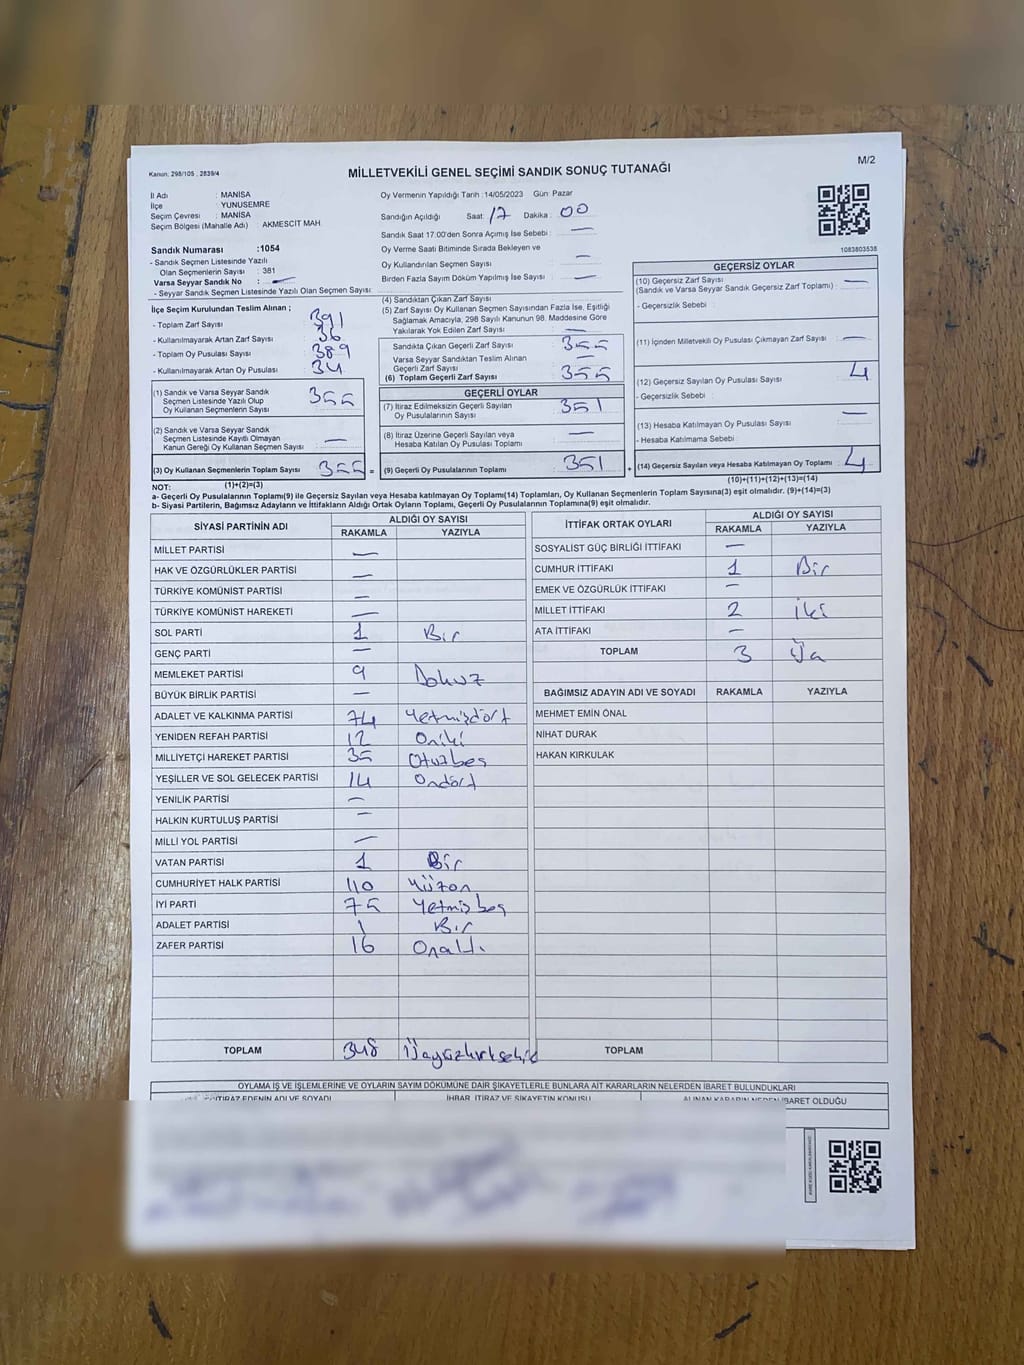 M/2
Kanun: 298/105 , 2839/4
MİLLETVEKİLİ GENEL SEÇİMİ SANDIK SONUÇ TUTANAĞI
İl Adı : MANİSA
İlçe : YUNUSEMRE
Seçim Çevresi : MANİSA
Seçim Bölgesi (Mahalle Adı) : AKMESCİT MAH.
Oy Vermenin Yapıldığı Tarih :14/05/2023 Gün: Pazar
Sandığın Açıldığı Saat: 17 Dakika : 00
Sandık Saat 17:00'den Sonra Açımış İse Sebebi : —
Oy Verme Saati Bitiminde Sırada Bekleyen ve
Oy Kullandırılan Seçmen Sayısı —
Birden Fazla Sayım Döküm Yapılmış İse Sayısı —
1083803538
Sandık Numarası :1054
- Sandık Seçmen Listesinde Yazılı
Olan Seçmenlerin Sayısı : 381
Varsa Seyyar Sandık No : —
- Seyyar Sandık Seçmen Listesinde Yazılı Olan Seçmen Sayısı:
İlçe Seçim Kurulundan Teslim Alınan ;
- Toplam Zarf Sayısı 391
- Kullanılmayarak Artan Zarf Sayısı 36
- Toplam Oy Pusulası Sayısı 389
- Kullanılmayarak Artan Oy Pusulası 34
(1) Sandık ve Varsa Seyyar Sandık
Seçmen Listesinde Yazılı Olup
Oy Kullanan Seçmenlerin Sayısı 355
(2) Sandık ve Varsa Seyyar Sandık
Seçmen Listesinde Kayıtlı Olmayan
Kanun Gereği Oy Kullanan Seçmen Sayısı —
(3) Oy Kullanan Seçmenlerin Toplam Sayısı 355 =
(1)+(2)=(3)
(4) Sandıktan Çıkan Zarf Sayısı
(5) Zarf Sayısı Oy Kullanan Seçmen Sayısından Fazla İse, Eşitliği
Sağlamak Amacıyla, 298 Sayılı Kanunun 98. Maddesine Göre
Yakılarak Yok Edilen Zarf Sayısı —
Sandıkta Çıkan Geçerli Zarf Sayısı 355
Varsa Seyyar Sandıktan Teslim Alınan
Geçerli Zarf Sayısı —
(6) Toplam Geçerli Zarf Sayısı 355
GEÇERLİ OYLAR
(7) İtiraz Edilmeksizin Geçerli Sayılan
Oy Pusulalarının Sayısı 351
(8) İtiraz Üzerine Geçerli Sayılan veya
Hesaba Katılan Oy Pusulası Toplamı —
(9) Geçerli Oy Pusulalarının Toplamı 351 +
GEÇERSİZ OYLAR
(10) Geçersiz Zarf Sayısı
(Sandık ve Varsa Seyyar Sandık Geçersiz Zarf Toplamı) : —
- Geçersizlik Sebebi :
(11) İçinden Milletvekili Oy Pusulası Çıkmayan Zarf Sayısı —
(12) Geçersiz Sayılan Oy Pusulası Sayısı 4
- Geçersizlik Sebebi :
(13) Hesaba Katılmayan Oy Pusulası Sayısı —
- Hesaba Katılmama Sebebi :
(14) Geçersiz Sayılan veya Hesaba Katılmayan Oy Toplamı 4
(10)+(11)+(12)+(13)=(14)
NOT:
a- Geçerli Oy Pusulalarının Toplamı(9) ile Geçersiz Sayılan veya Hesaba katılmayan Oy Toplamı(14) Toplamları, Oy Kullanan Seçmenlerin Toplam Sayısına(3) eşit olmalıdır. (9)+(14)=(3)
b- Siyasi Partilerin, Bağımsız Adayların ve İttifakların Aldığı Ortak Oyların Toplamı, Geçerli Oy Pusulalarının Toplamına(9) eşit olmalıdır.
SİYASİ PARTİNİN ADI ALDIĞI OY SAYISI
RAKAMLA YAZIYLA
MİLLET PARTİSİ —
HAK VE ÖZGÜRLÜKLER PARTİSİ —
TÜRKİYE KOMÜNİST PARTİSİ —
TÜRKİYE KOMÜNİST HAREKETİ —
SOL PARTİ 1 Bir
GENÇ PARTİ —
MEMLEKET PARTİSİ 9 Dokuz
BÜYÜK BİRLİK PARTİSİ —
ADALET VE KALKINMA PARTİSİ 74 Yetmişdört
YENİDEN REFAH PARTİSİ 12 Oniki
MİLLİYETÇİ HAREKET PARTİSİ 35 Otuzbeş
YEŞİLLER VE SOL GELECEK PARTİSİ 14 Ondört
YENİLİK PARTİSİ —
HALKIN KURTULUŞ PARTİSİ —
MİLLİ YOL PARTİSİ —
VATAN PARTİSİ 1 Bir
CUMHURİYET HALK PARTİSİ 110 Yüzon
İYİ PARTİ 75 Yetmişbeş
ADALET PARTİSİ 1 Bir
ZAFER PARTİSİ 16 Onaltı
TOPLAM 348 Üçyüzkırksekiz
İTTİFAK ORTAK OYLARI ALDIĞI OY SAYISI
RAKAMLA YAZIYLA
SOSYALİST GÜÇ BİRLİĞİ İTTİFAKI —
CUMHUR İTTİFAKI 1 Bir
EMEK VE ÖZGÜRLÜK İTTİFAKI —
MİLLET İTTİFAKI 2 İki
ATA İTTİFAKI —
TOPLAM 3 Üç
BAĞIMSIZ ADAYIN ADI VE SOYADI RAKAMLA YAZIYLA
MEHMET EMİN ÖNAL
NİHAT DURAK
HAKAN KIRKULAK
TOPLAM
OYLAMA İŞ VE İŞLEMLERİNE VE OYLARIN SAYIM DÖKÜMÜNE DAİR ŞİKAYETLERLE BUNLARA AİT KARARLARIN NELERDEN İBARET BULUNDUKLARI
İTİRAZ EDENİN ADI VE SOYADI İHBAR, İTİRAZ VE ŞİKAYETİN KONUSU ALINAN KARARIN NEDEN İBARET OLDUĞU